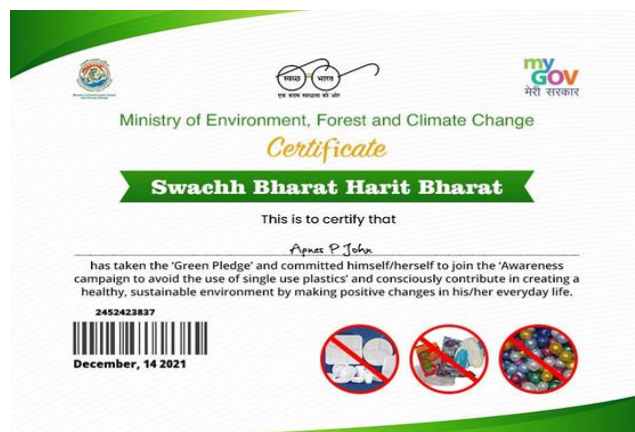 स्वच्छ भारत
एक कदम स्वच्छता की ओर
my
GOV
मेरी सरकार
Ministry of Environment, Forest and Climate Change
Certificate
Swachh Bharat Harit Bharat
This is to certify that
Apnes P John
has taken the 'Green Pledge' and committed himself/herself to join the 'Awareness
campaign to avoid the use of single use plastics' and consciously contribute in creating a
healthy, sustainable environment by making positive changes in his/her everyday life.
2452423837
December, 14 2021